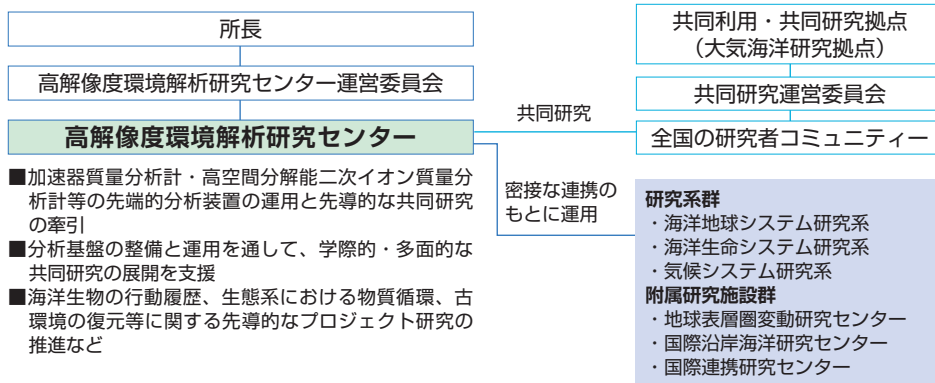 所長
高解像度環境解析研究センター運営委員会
高解像度環境解析研究センター
■加速器質量分析計・高空間分解能二次イオン質量分
析計等の先端的分析装置の運用と先導的な共同研究
の牽引
■分析基盤の整備と運用を通して、学際的・多面的な
共同研究の展開を支援
■海洋生物の行動履歴、生態系における物質循環、古
環境の復元等に関する先導的なプロジェクト研究の
推進など
共同研究
密接な連携の
もとに運用
共同利用・共同研究拠点
（大気海洋研究拠点）
共同研究運営委員会
全国の研究者コミュニティー
研究系群
・海洋地球システム研究系
・海洋生命システム研究系
・気候システム研究系
附属研究施設群
・地球表層圏変動研究センター
・国際沿岸海洋研究センター
・国際連携研究センター